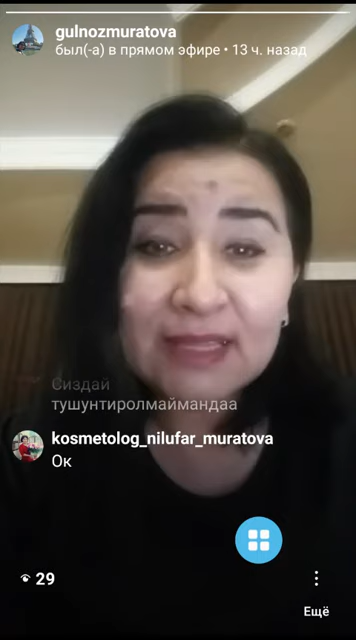 gulnozmuratova
был(-а) в прямом эфире • 13 ч. назад
Сиздай
тушунтиролмаймандаа
kosmetolog_nilufar_muratova
Ок
29
Ещё